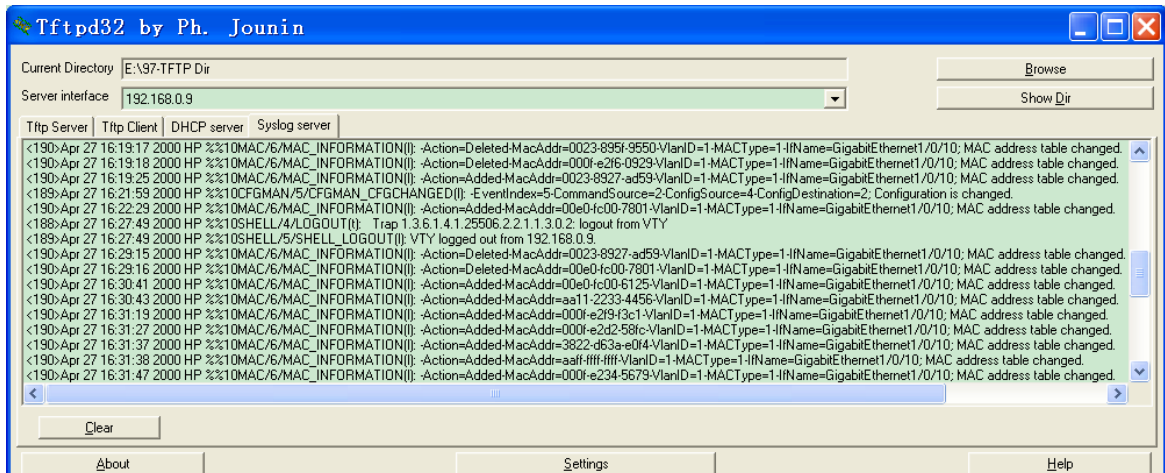 Tftpd32 by Ph. Jounin
Current Directory E:\97-TFTP Dir Browse
Server interface 192.168.0.9 Show Dir
Tftp Server Tftp Client DHCP server Syslog server
<190>Apr 27 16:19:17 2000 HP %%10MAC/6/MAC_INFORMATION(l): -Action=Deleted-MacAddr=0023-895f-9550-VlanID=1-MACType=1-IfName=GigabitEthernet1/0/10; MAC address table changed.
<190>Apr 27 16:19:18 2000 HP %%10MAC/6/MAC_INFORMATION(l): -Action=Deleted-MacAddr=000f-e2f6-0929-VlanID=1-MACType=1-IfName=GigabitEthernet1/0/10; MAC address table changed.
<190>Apr 27 16:19:25 2000 HP %%10MAC/6/MAC_INFORMATION(l): -Action=Added-MacAddr=0023-8927-ad59-VlanID=1-MACType=1-IfName=GigabitEthernet1/0/10; MAC address table changed.
<189>Apr 27 16:21:59 2000 HP %%10CFGMAN/5/CFGMAN_CFGCHANGED(l): -EventIndex=5-CommandSource=2-ConfigSource=4-ConfigDestination=2; Configuration is changed.
<190>Apr 27 16:22:29 2000 HP %%10MAC/6/MAC_INFORMATION(l): -Action=Added-MacAddr=00e0-fc00-7801-VlanID=1-MACType=1-IfName=GigabitEthernet1/0/10; MAC address table changed.
<188>Apr 27 16:27:49 2000 HP %%10SHELL/4/LOGOUT(t): Trap 1.3.6.1.4.1.25506.2.2.1.1.3.0.2: logout from VTY
<189>Apr 27 16:27:49 2000 HP %%10SHELL/5/SHELL_LOGOUT(l): VTY logged out from 192.168.0.9.
<190>Apr 27 16:29:15 2000 HP %%10MAC/6/MAC_INFORMATION(l): -Action=Deleted-MacAddr=0023-8927-ad59-VlanID=1-MACType=1-IfName=GigabitEthernet1/0/10; MAC address table changed.
<190>Apr 27 16:29:16 2000 HP %%10MAC/6/MAC_INFORMATION(l): -Action=Deleted-MacAddr=00e0-fc00-7801-VlanID=1-MACType=1-IfName=GigabitEthernet1/0/10; MAC address table changed.
<190>Apr 27 16:30:41 2000 HP %%10MAC/6/MAC_INFORMATION(l): -Action=Added-MacAddr=00e0-fc00-6125-VlanID=1-MACType=1-IfName=GigabitEthernet1/0/10; MAC address table changed.
<190>Apr 27 16:30:43 2000 HP %%10MAC/6/MAC_INFORMATION(l): -Action=Added-MacAddr=aa11-2233-4456-VlanID=1-MACType=1-IfName=GigabitEthernet1/0/10; MAC address table changed.
<190>Apr 27 16:31:19 2000 HP %%10MAC/6/MAC_INFORMATION(l): -Action=Added-MacAddr=000f-e2f9-f3c1-VlanID=1-MACType=1-IfName=GigabitEthernet1/0/10; MAC address table changed.
<190>Apr 27 16:31:27 2000 HP %%10MAC/6/MAC_INFORMATION(l): -Action=Added-MacAddr=000f-e2d2-58fc-VlanID=1-MACType=1-IfName=GigabitEthernet1/0/10; MAC address table changed.
<190>Apr 27 16:31:37 2000 HP %%10MAC/6/MAC_INFORMATION(l): -Action=Added-MacAddr=3822-d63a-e0f4-VlanID=1-MACType=1-IfName=GigabitEthernet1/0/10; MAC address table changed.
<190>Apr 27 16:31:38 2000 HP %%10MAC/6/MAC_INFORMATION(l): -Action=Added-MacAddr=aaff-ffff-ffff-VlanID=1-MACType=1-IfName=GigabitEthernet1/0/10; MAC address table changed.
<190>Apr 27 16:31:47 2000 HP %%10MAC/6/MAC_INFORMATION(l): -Action=Added-MacAddr=000f-e234-5679-VlanID=1-MACType=1-IfName=GigabitEthernet1/0/10; MAC address table changed.
Clear
About Settings Help